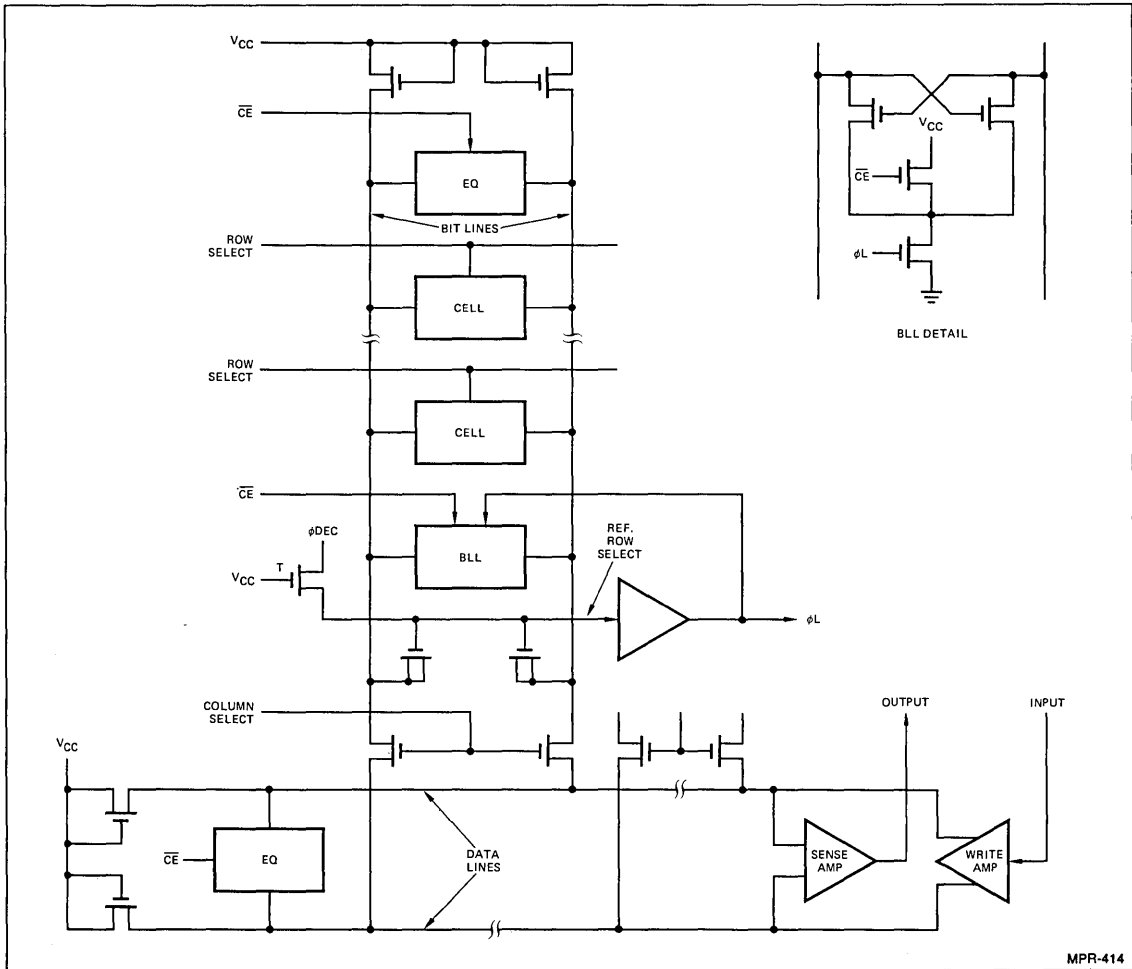 VCC
CE
EQ
BIT LINES
ROW
SELECT
CELL
ROW
SELECT
CELL
CE
φDEC
VCC
T
BLL
REF.
ROW
SELECT
φL
COLUMN
SELECT
VCC
CE
EQ
DATA
LINES
OUTPUT
INPUT
SENSE
AMP
WRITE
AMP
VCC
CE
φL
BLL DETAIL
MPR-414